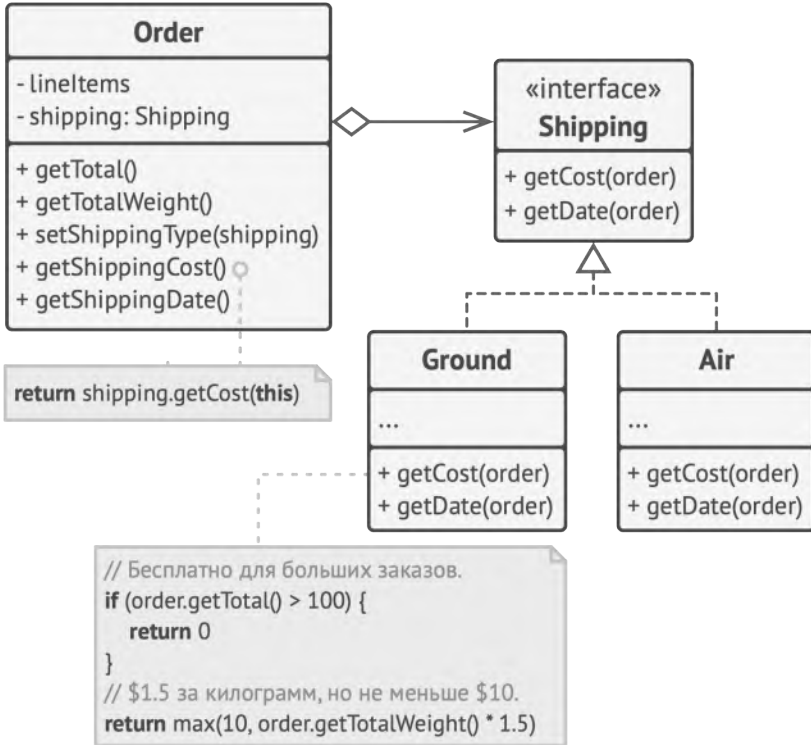 Order
- lineItems
- shipping: Shipping
+ getTotal()
+ getTotalWeight()
+ setShippingType(shipping)
+ getShippingCost()
+ getShippingDate()
return shipping.getCost(this)
«interface»
Shipping
+ getCost(order)
+ getDate(order)
Ground
...
+ getCost(order)
+ getDate(order)
Air
...
+ getCost(order)
+ getDate(order)
// Бесплатно для больших заказов.
if (order.getTotal() > 100) {
return 0
}
// $1.5 за килограмм, но не меньше $10.
return max(10, order.getTotalWeight() * 1.5)